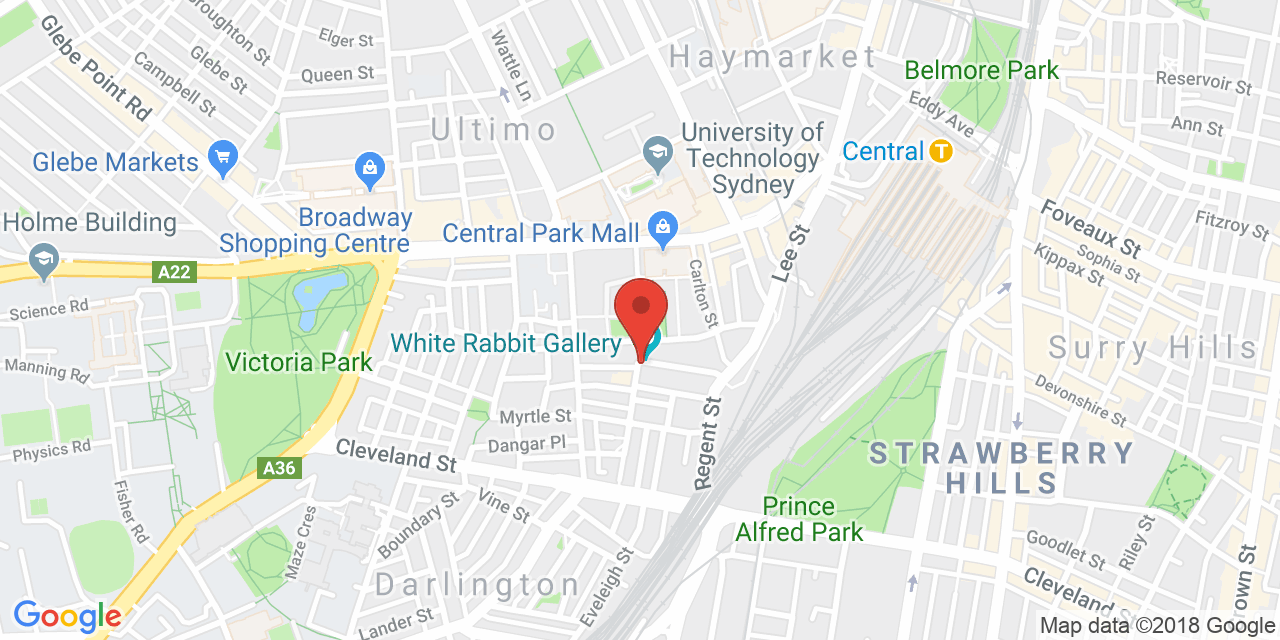 Broughton St
Elger St
Glebe Point Rd
Glebe St
Queen St
Campbell St
Wattle Ln
Haymarket
Belmore Park
Reservoir St
Eddy Ave
Ann St
Ultimo
University of
Technology
Sydney
Central
T
Glebe Markets
Broadway
Shopping Centre
Central Park Mall
Holme Building
A22
Lee St
Foveaux St
Fitzroy St
Sophia St
Kippax St
Carlton St
Science Rd
White Rabbit Gallery
Victoria Park
Manning Rd
Surry Hills
Devonshire St
Myrtle St
Dangar Pl
Regent St
Physics Rd
Cleveland St
A36
STRAWBERRY
HILLS
Fisher Rd
Maze Cres
Boundary St
Vine St
Prince
Alfred Park
Riley St
Goodlet St
Darlington
Eveleigh St
Cleveland St
Lander St
Google
Map data ©2018 Google